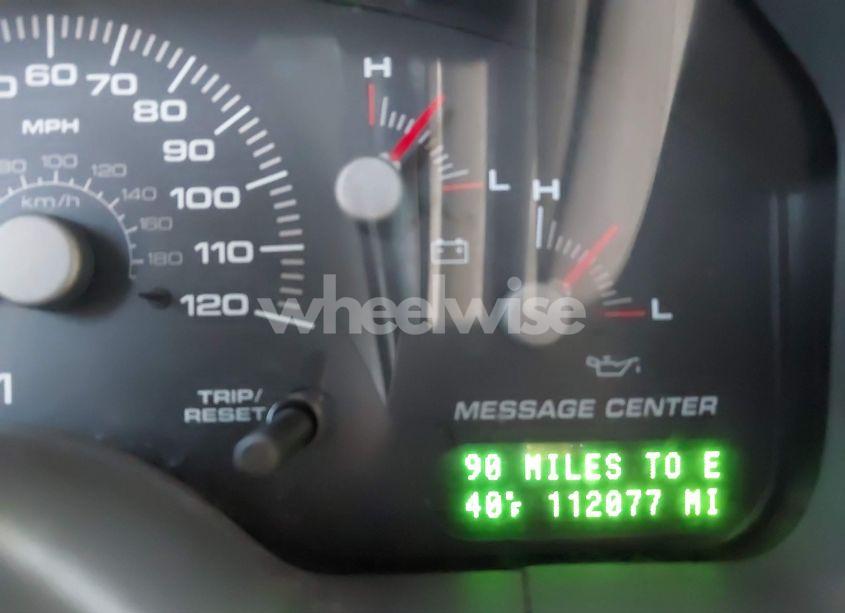 60
70
80
MPH
90
100
120
100
140
km/h
160
180
110
120
H
L
H
L
wheelwise
TRIP/
RESET
MESSAGE CENTER
90 MILES TO E
40°F 112077 MI